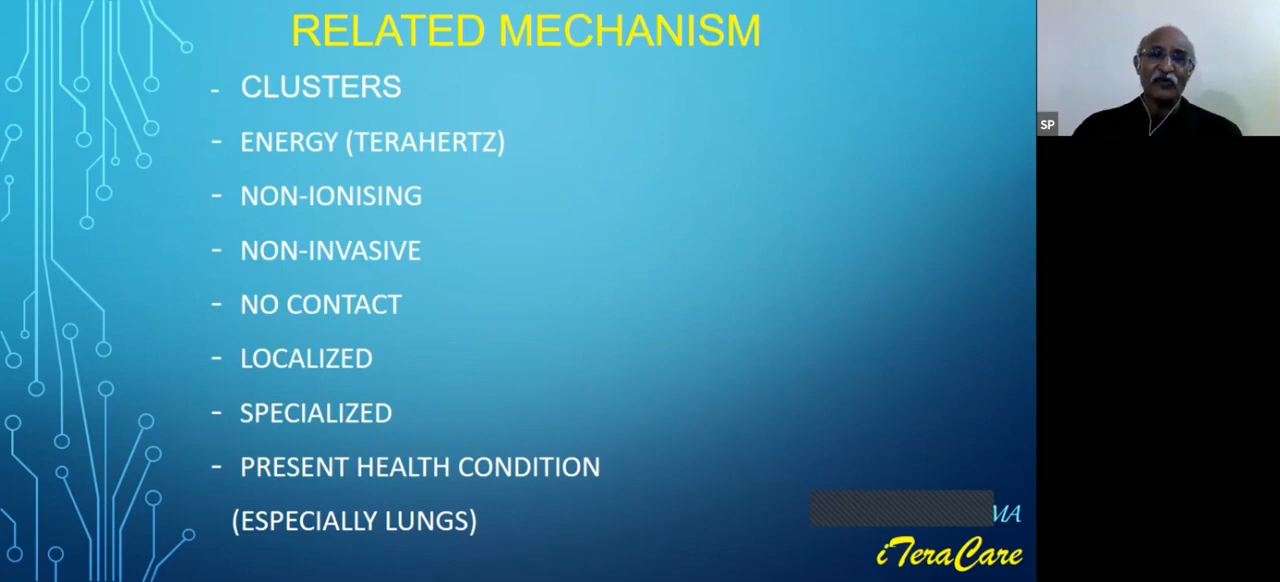 RELATED MECHANISM
- CLUSTERS
- ENERGY (TERAHERTZ)
- NON-IONISING
- NON-INVASIVE
- NO CONTACT
- LOCALIZED
- SPECIALIZED
- PRESENT HEALTH CONDITION
(ESPECIALLY LUNGS)
MA
iTeraCare
SP